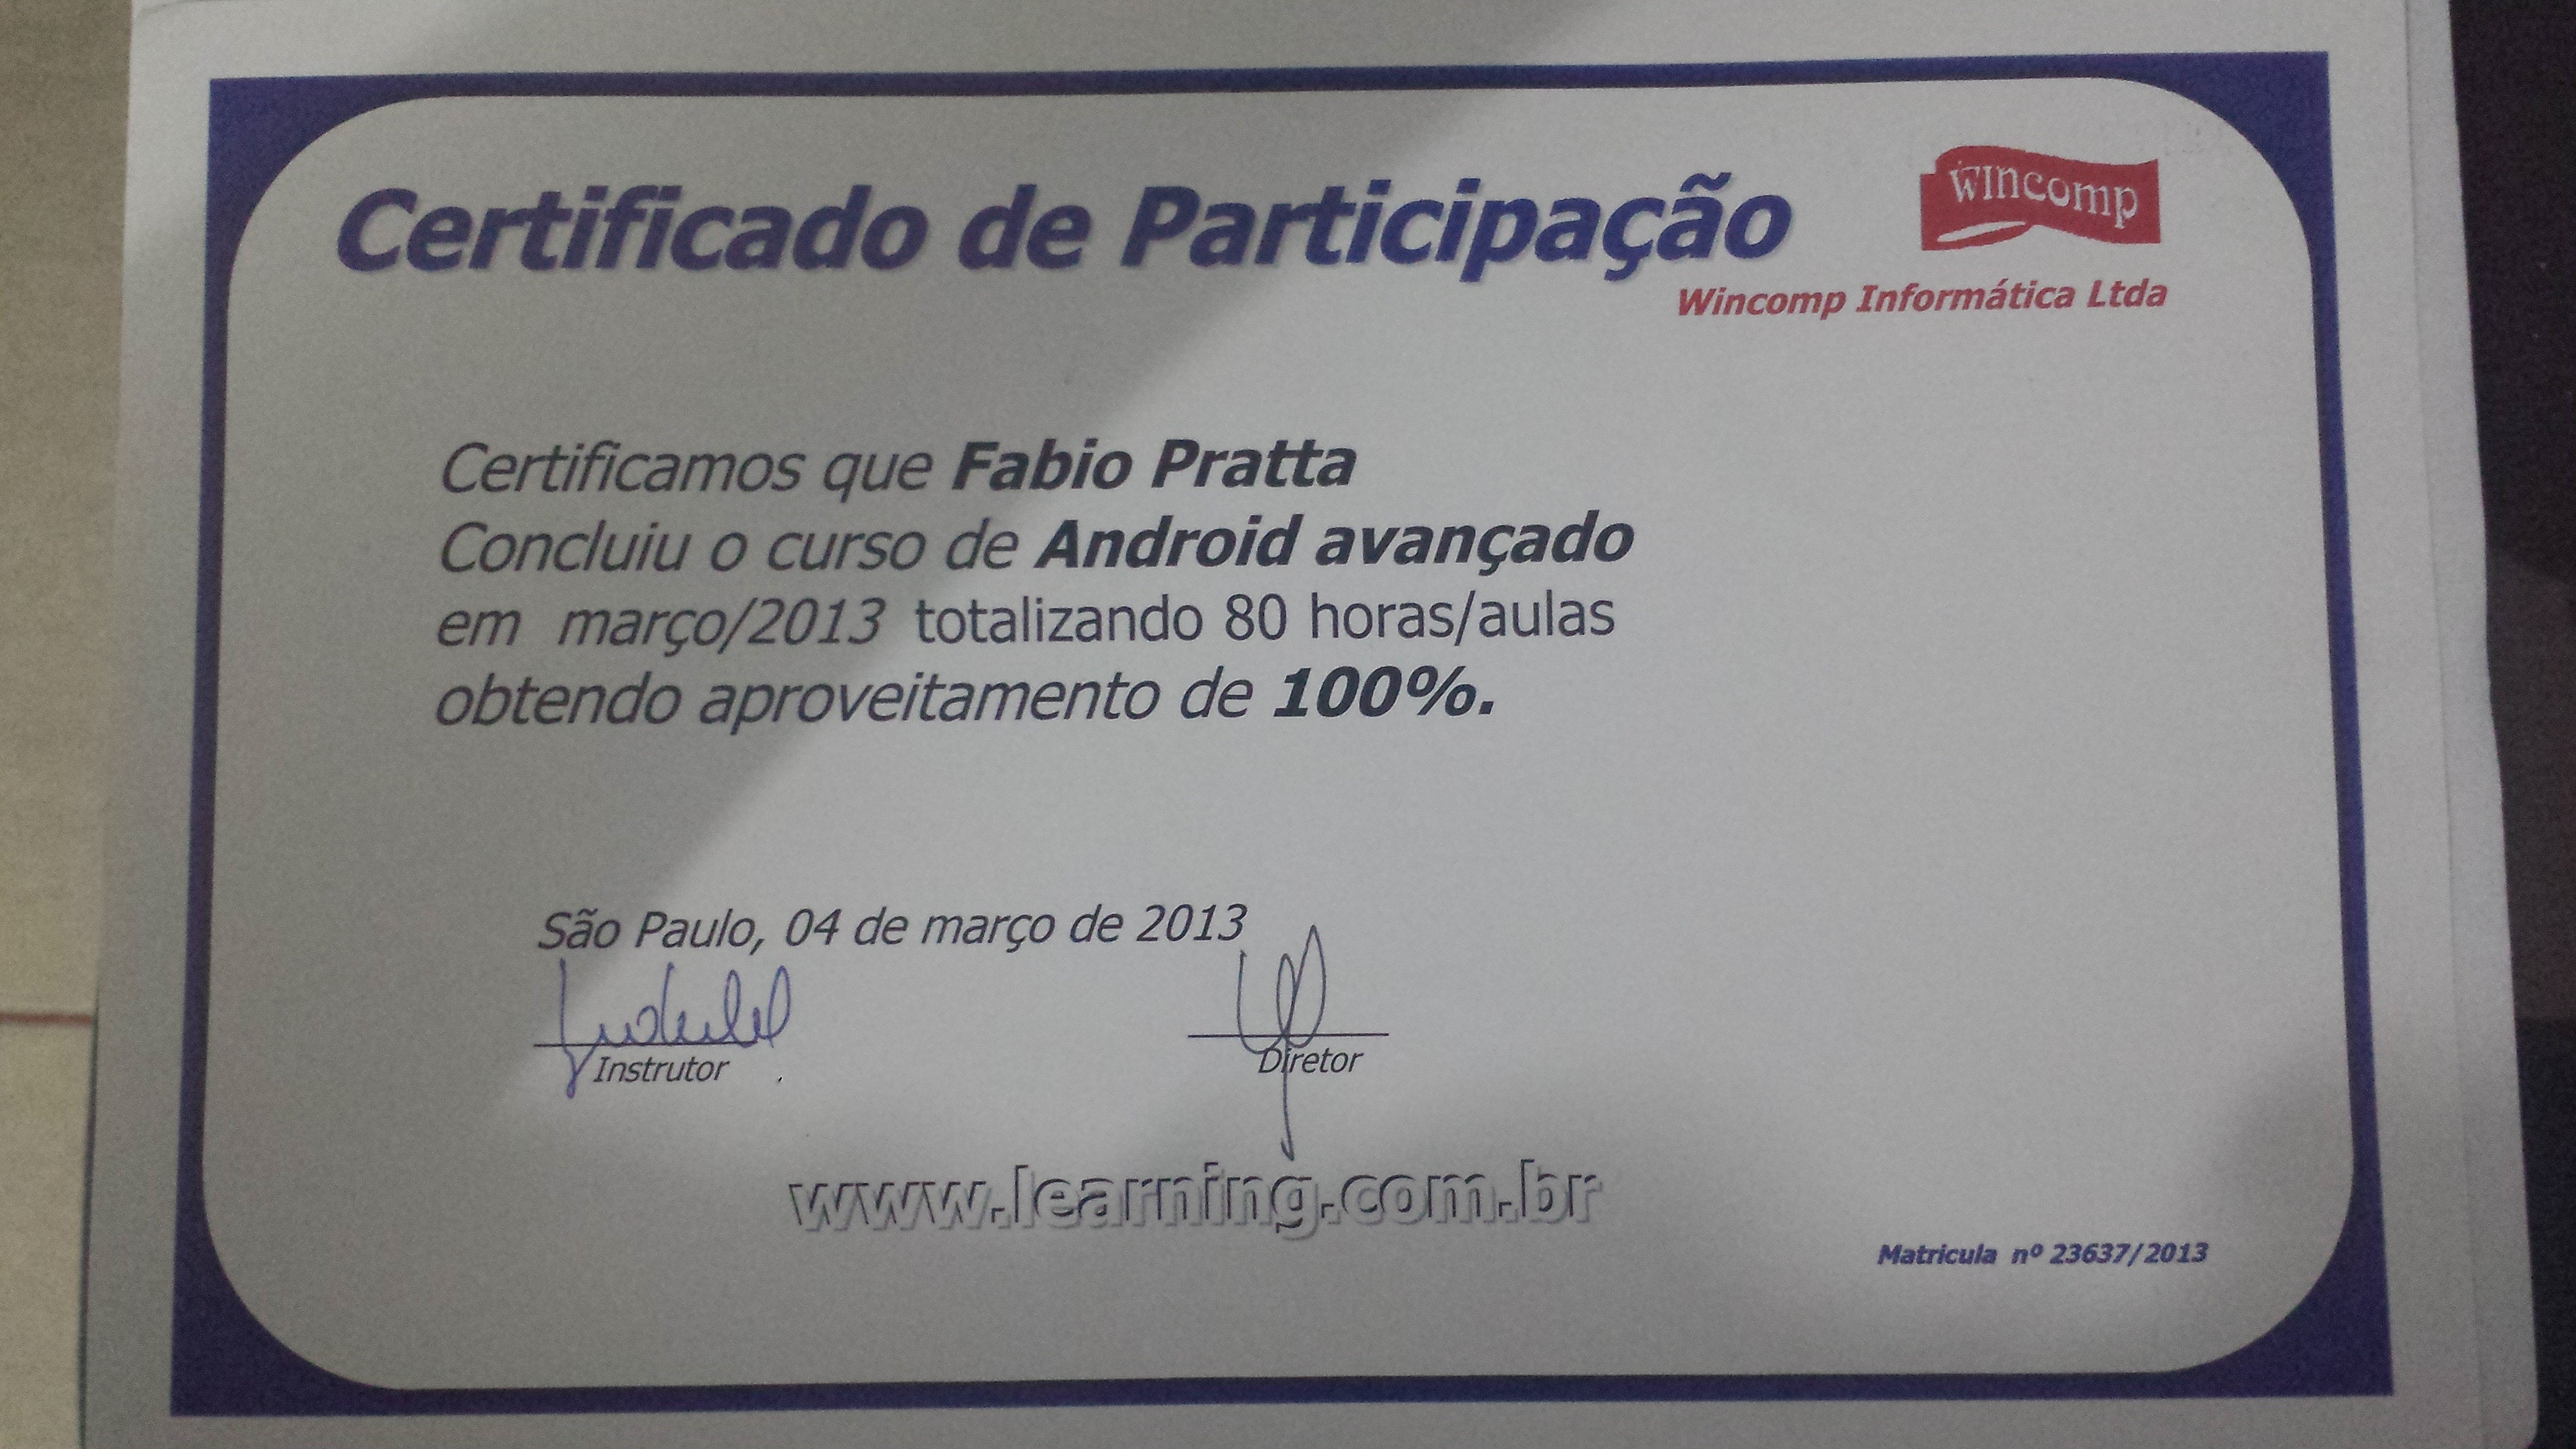 Certificado de Participação
wincomp
Wincomp Informática Ltda
Certificamos que Fabio Pratta
Concluiu o curso de Android avançado
em março/2013 totalizando 80 horas/aulas
obtendo aproveitamento de 100%.
São Paulo, 04 de março de 2013
Instrutor
Diretor
www.learning.com.br
Matricula nº 23637/2013